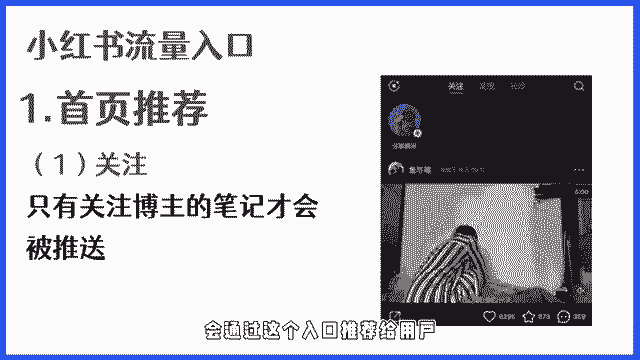 小红书流量入口
1.首页推荐
（1）关注
只有关注博主的笔记才会
被推送
关注 发现
会通过这个入口推荐给用户